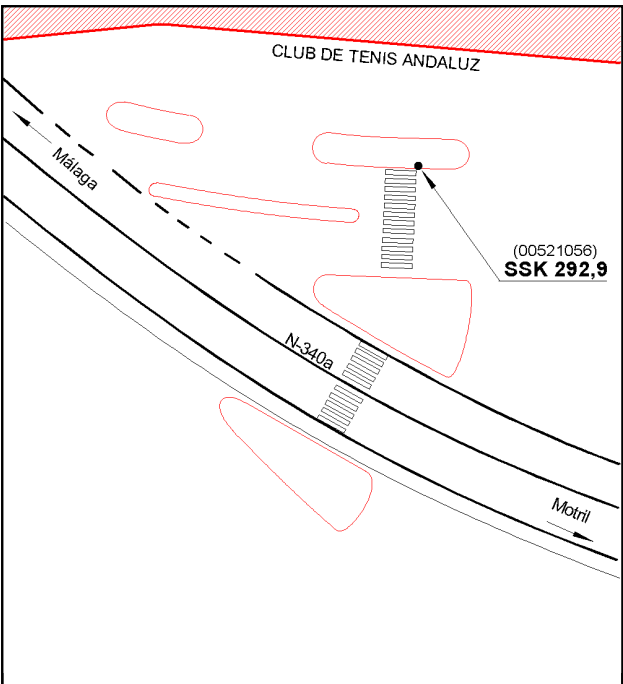 CLUB DE TENIS ANDALUZ
Málaga
(00521056)
SSK 292,9
N-340a
Motril